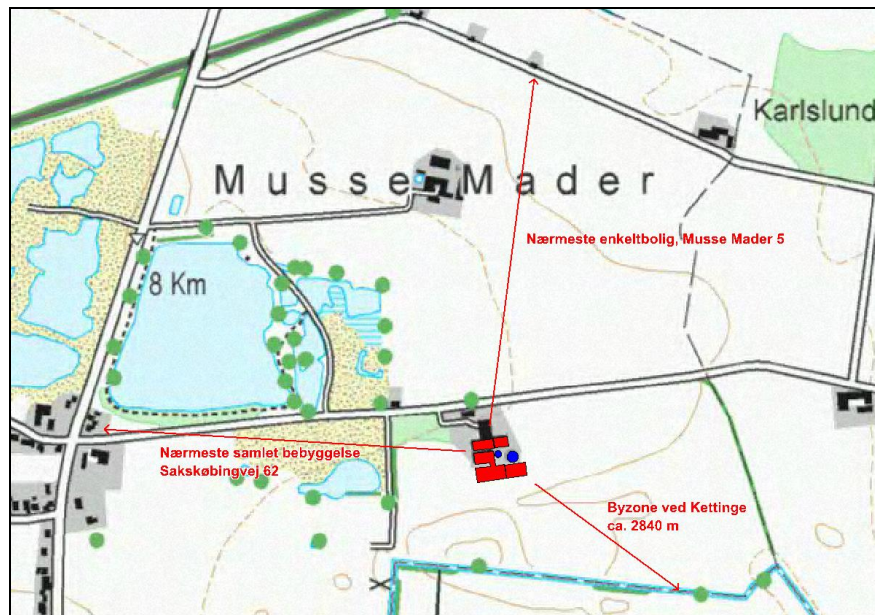 Karlslund
Musse Mader
Nærmeste enkeltbolig, Musse Mader 5
8 Km
Nærmeste samlet bebyggelse
Sakskøbingvej 62
Byzone ved Kettinge
ca. 2840 m